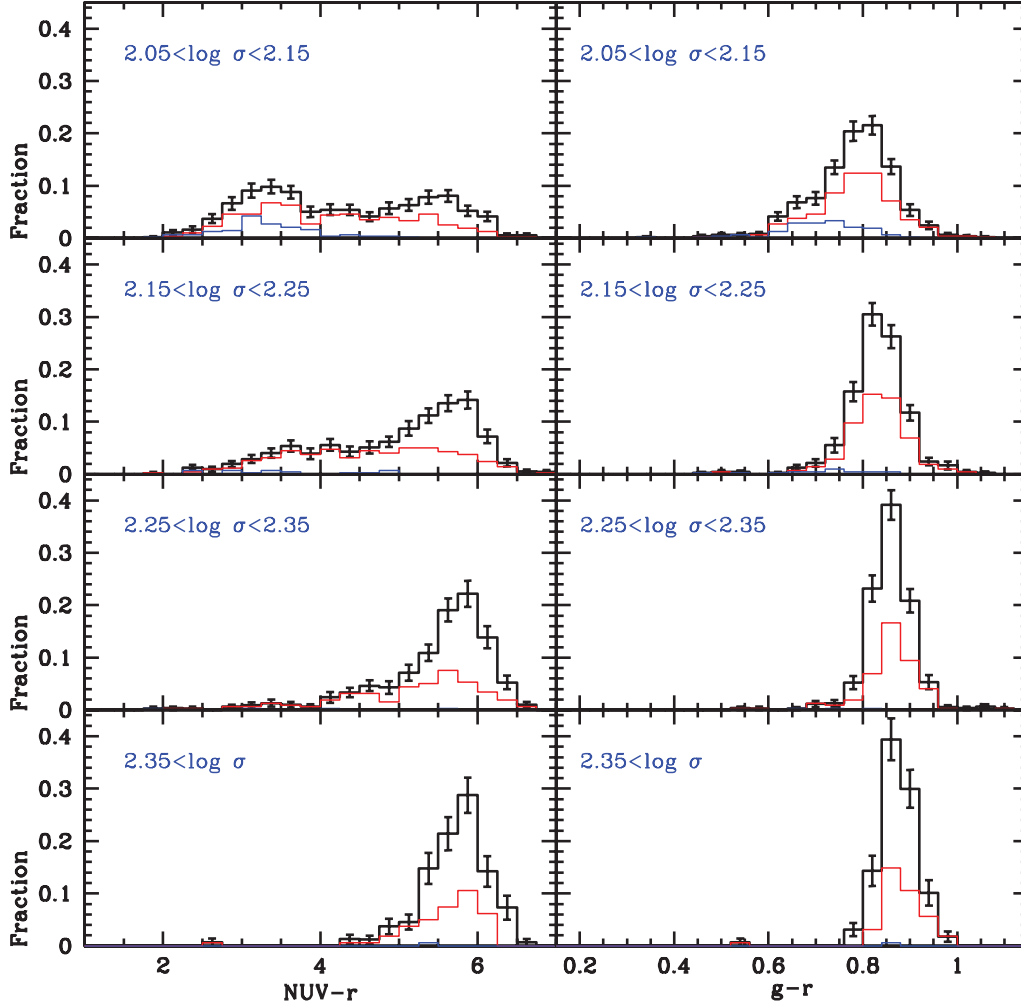 0.4
0.3
0.2
0.1
0
Fraction
2.05<log σ<2.15
2.05<log σ<2.15
0.4
0.3
0.2
0.1
0
Fraction
2.15<log σ<2.25
2.15<log σ<2.25
0.4
0.3
0.2
0.1
0
Fraction
2.25<log σ<2.35
2.25<log σ<2.35
0.4
0.3
0.2
0.1
0
Fraction
2.35<log σ
2.35<log σ
2 4 6
0.2 0.4 0.6 0.8 1
NUV-r
g-r